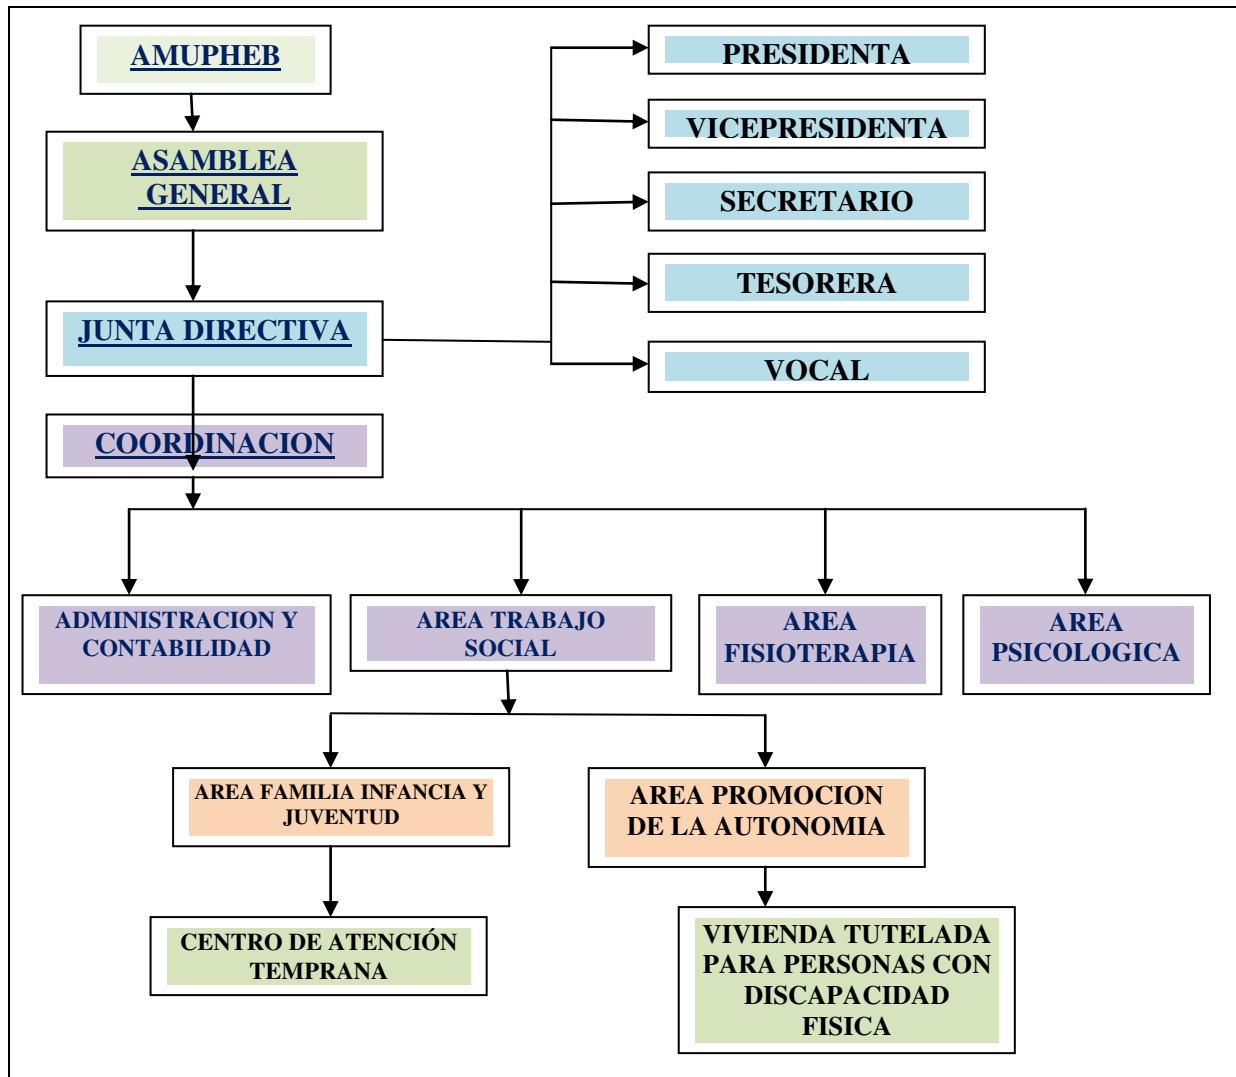 AMUPHEB
ASAMBLEA
GENERAL
JUNTA DIRECTIVA
COORDINACION
PRESIDENTA
VICEPRESIDENTA
SECRETARIO
TESORERA
VOCAL
ADMINISTRACION Y
CONTABILIDAD
AREA TRABAJO
SOCIAL
AREA
FISIOTERAPIA
AREA
PSICOLOGICA
AREA FAMILIA INFANCIA Y
JUVENTUD
AREA PROMOCION
DE LA AUTONOMIA
CENTRO DE ATENCIÓN
TEMPRANA
VIVIENDA TUTELADA
PARA PERSONAS CON
DISCAPACIDAD
FISICA